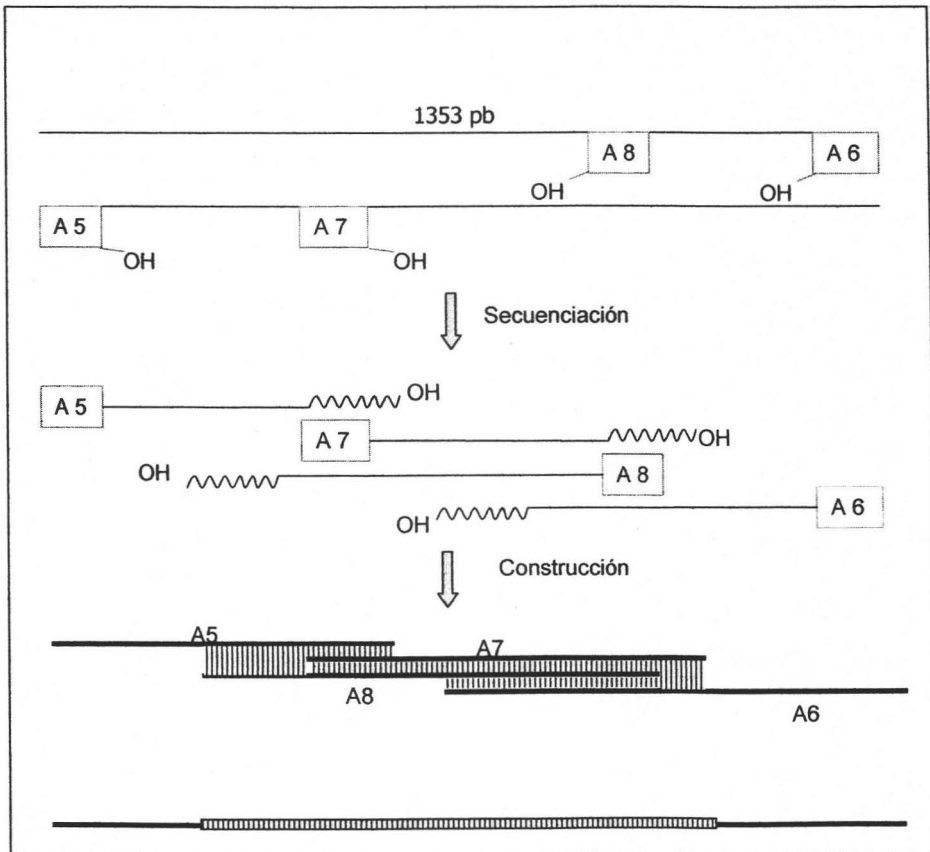 1353 pb
A 8
A 6
OH
OH
A 5
A 7
OH
OH
Secuenciación
A 5
OH
A 7
OH
OH
A 8
OH
A 6
Construcción
A5
A7
A8
A6